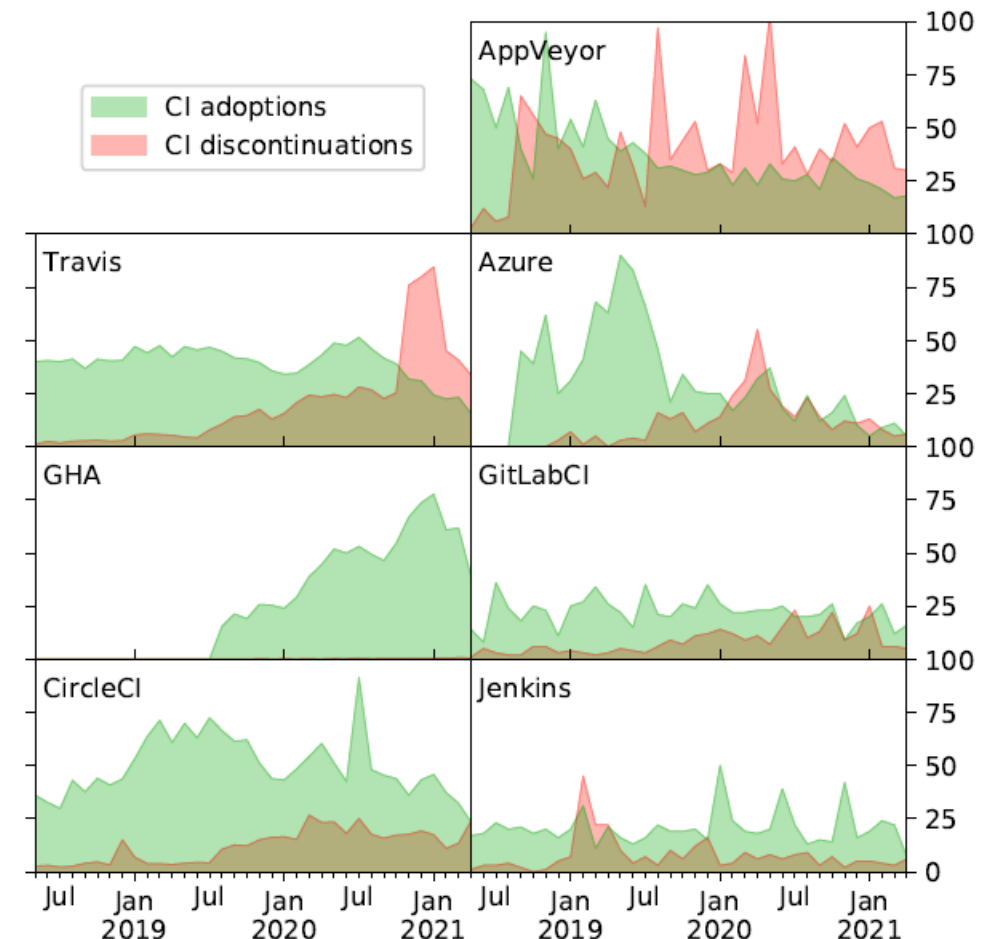 AppVeyor
100
75
50
25
CI adoptions
CI discontinuations
Travis
Azure
100
75
50
25
GHA
GitLabCI
100
75
50
25
CircleCI
Jenkins
100
75
50
25
0
Jul Jan Jul Jan Jul Jan Jul Jan Jul Jan Jul Jan
2019 2020 2021 2019 2020 2021